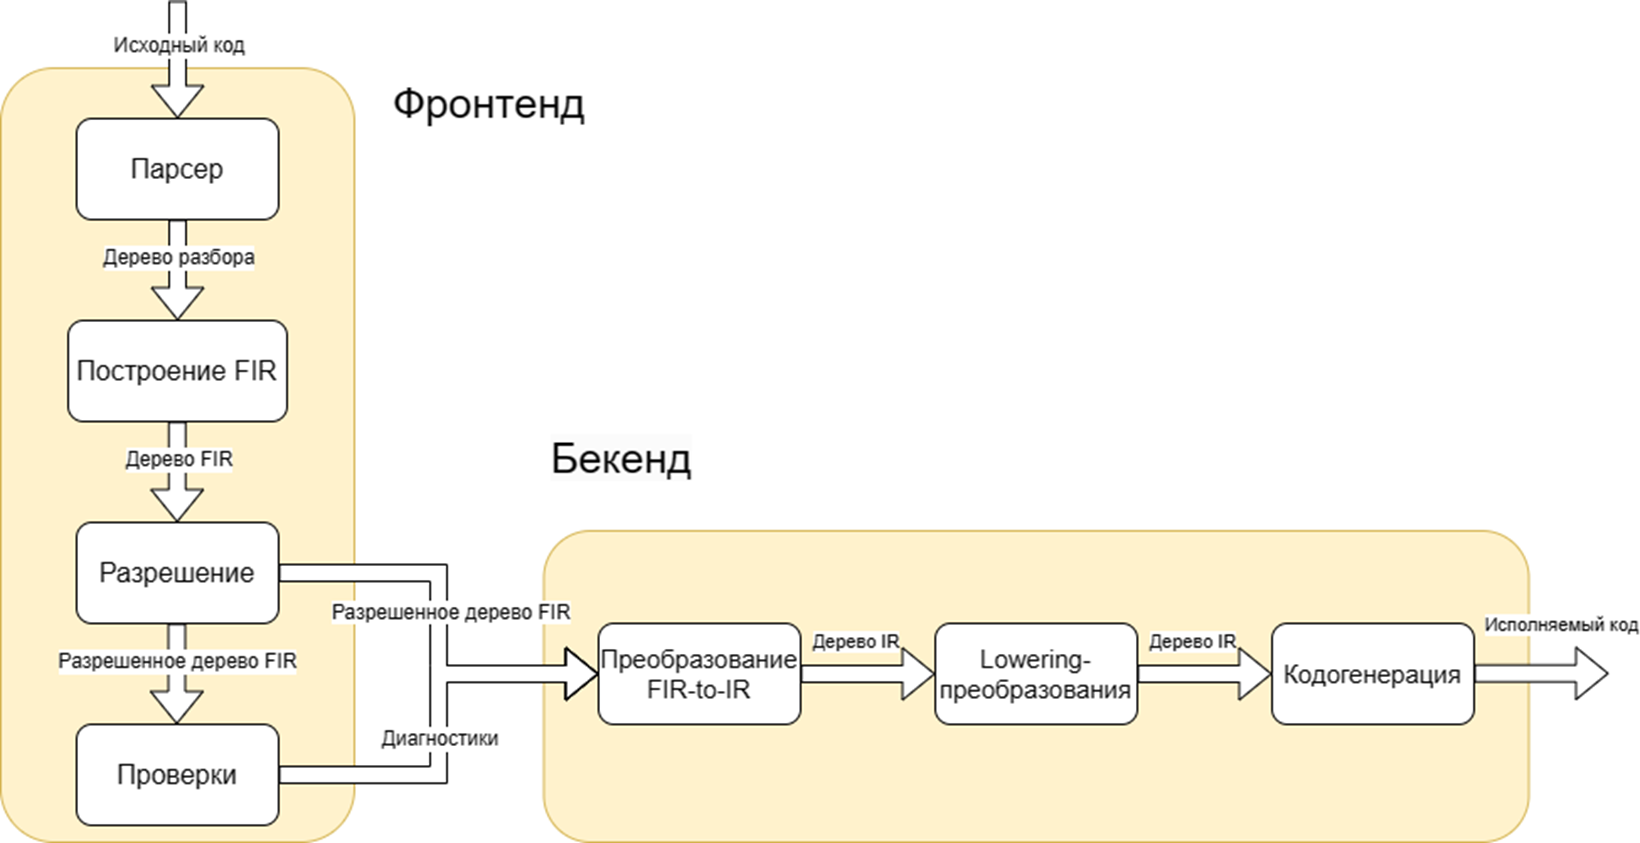 Исходный код
Фронтенд
Парсер
Дерево разбора
Построение FIR
Дерево FIR
Разрешение
Разрешенное дерево FIR
Проверки
Разрешенное дерево FIR
Диагностики
Бекенд
Преобразование
FIR-to-IR
Дерево IR
Lowering-
преобразования
Дерево IR
Кодогенерация
Исполняемый код